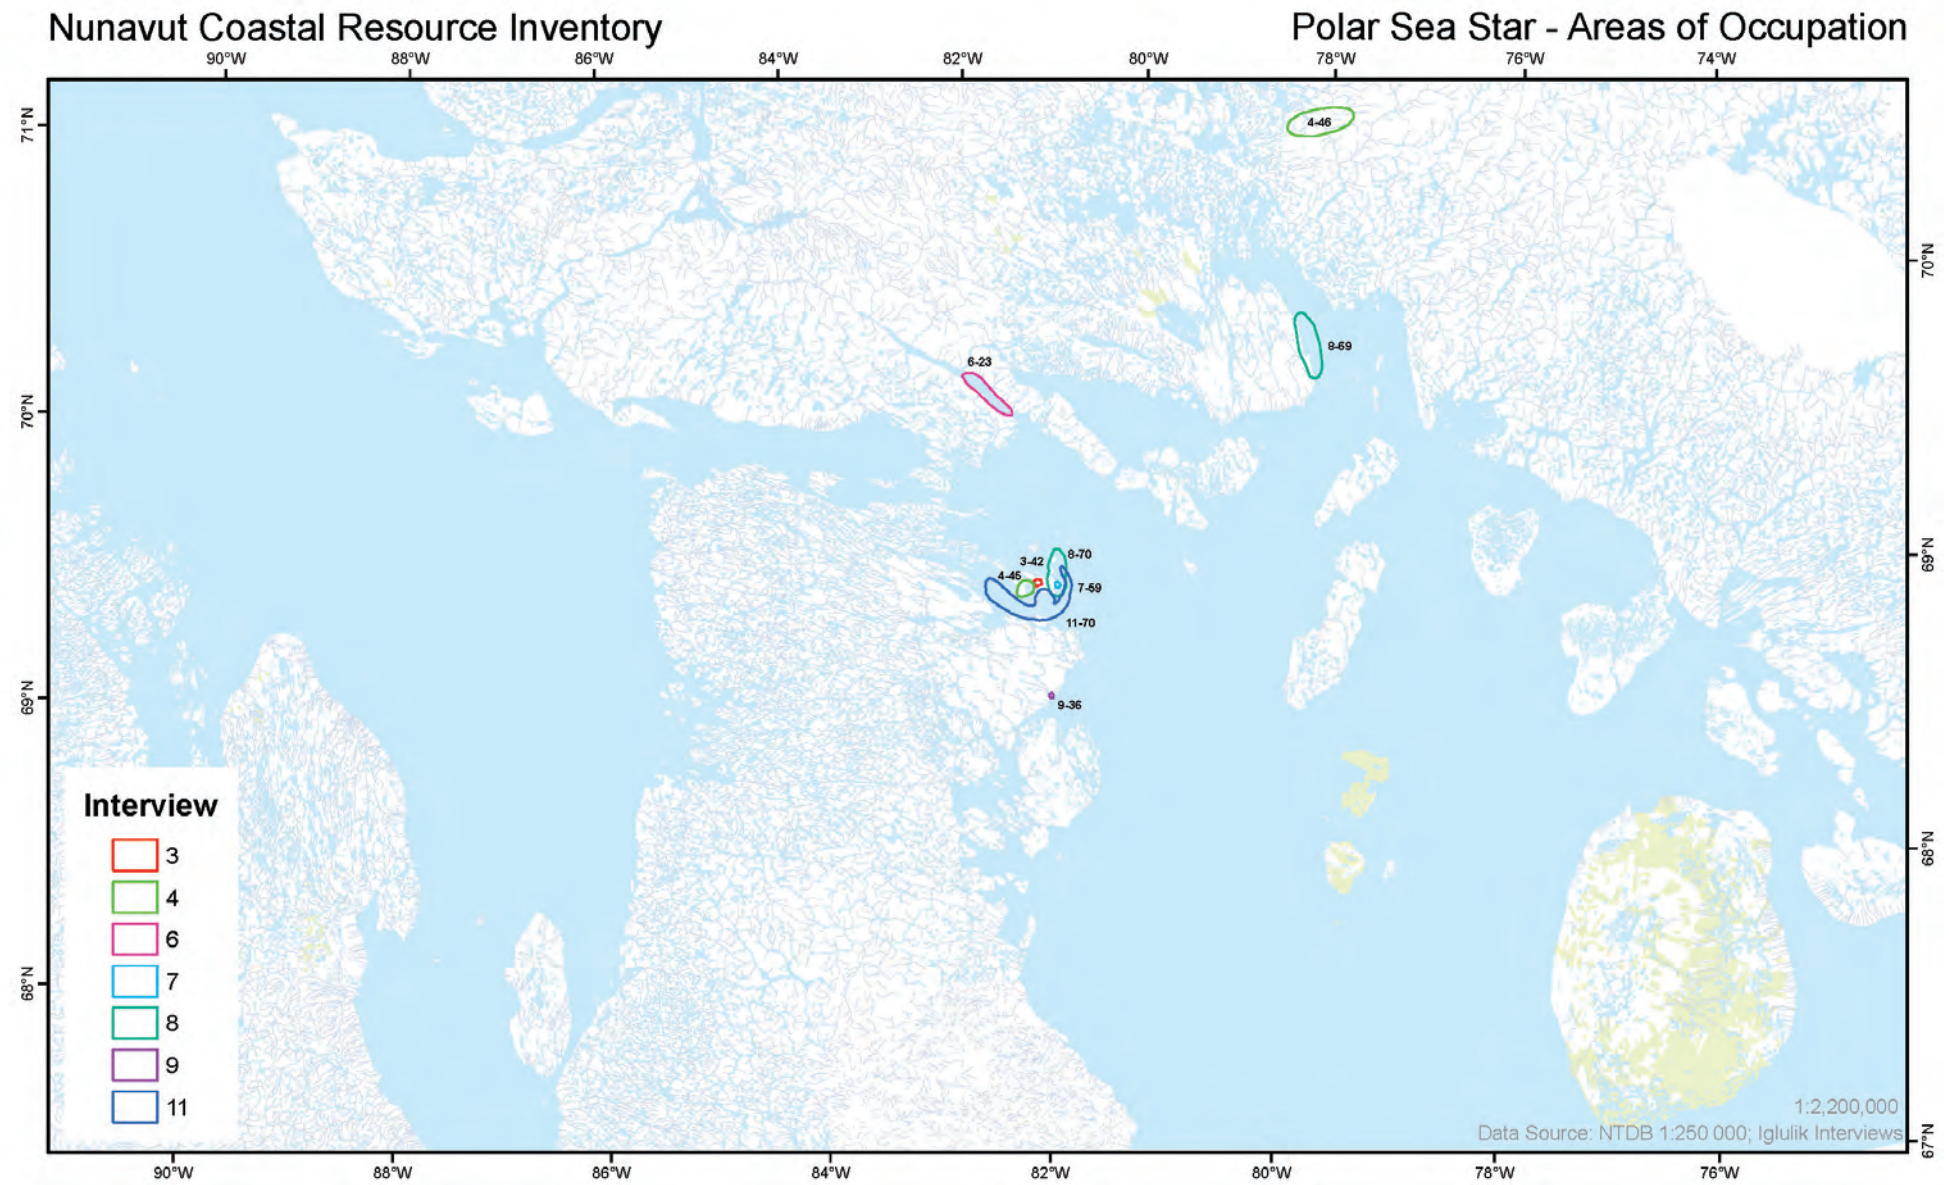 Nunavut Coastal Resource Inventory
Polar Sea Star - Areas of Occupation
90°W 88°W 86°W 84°W 82°W 80°W 78°W 76°W 74°W
71°N
4-46
70°N
8-69
6-23
70°N
69°N
8-70
3-42
4-45
7-59
11-70
69°N
9-36
Interview
3
4
6
7
8
9
11
68°N
68°N
1:2,200,000
Data Source: NTDB 1:250 000; Iglulik Interviews
67°N
90°W 88°W 86°W 84°W 82°W 80°W 78°W 76°W